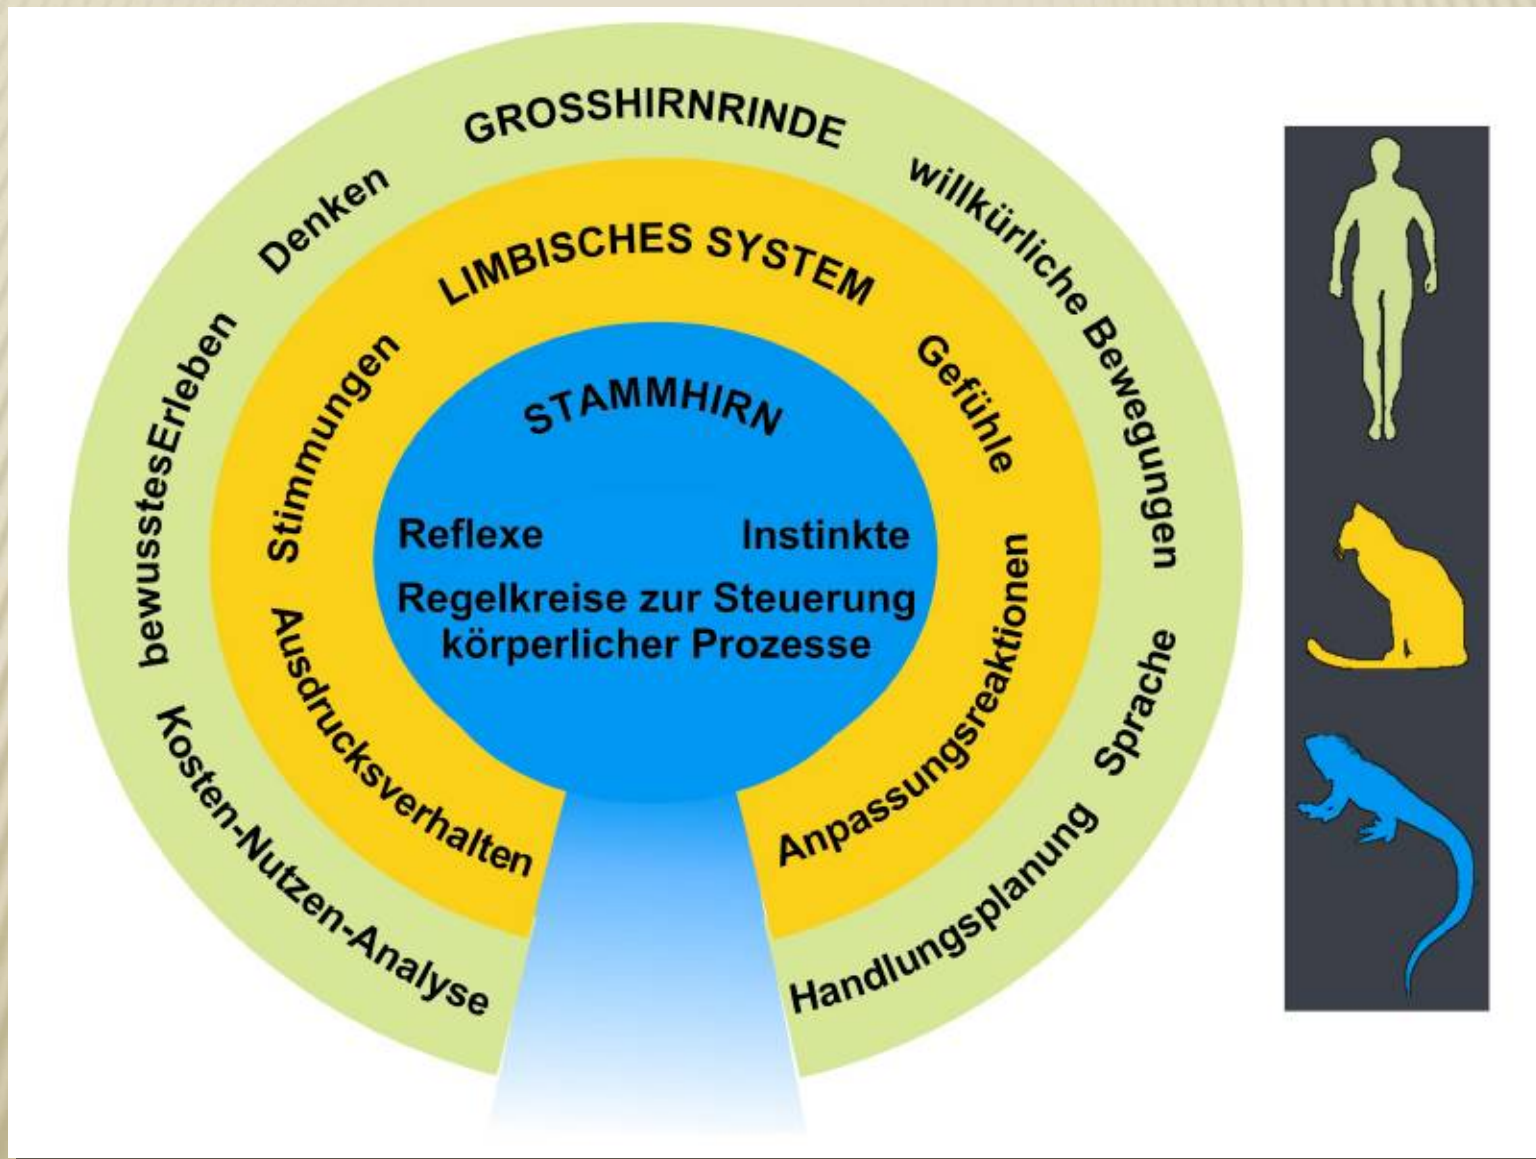 GROSSHIRNRINDE
Denken
willkürliche Bewegungen
bewusstesErleben
Sprache
Kosten-Nutzen-Analyse
Handlungsplanung
LIMBISCHES SYSTEM
Stimmungen
Gefühle
Ausdrucksverhalten
Anpassungsreaktionen
STAMMHIRN
Reflexe
Instinkte
Regelkreise zur Steuerung
körperlicher Prozesse